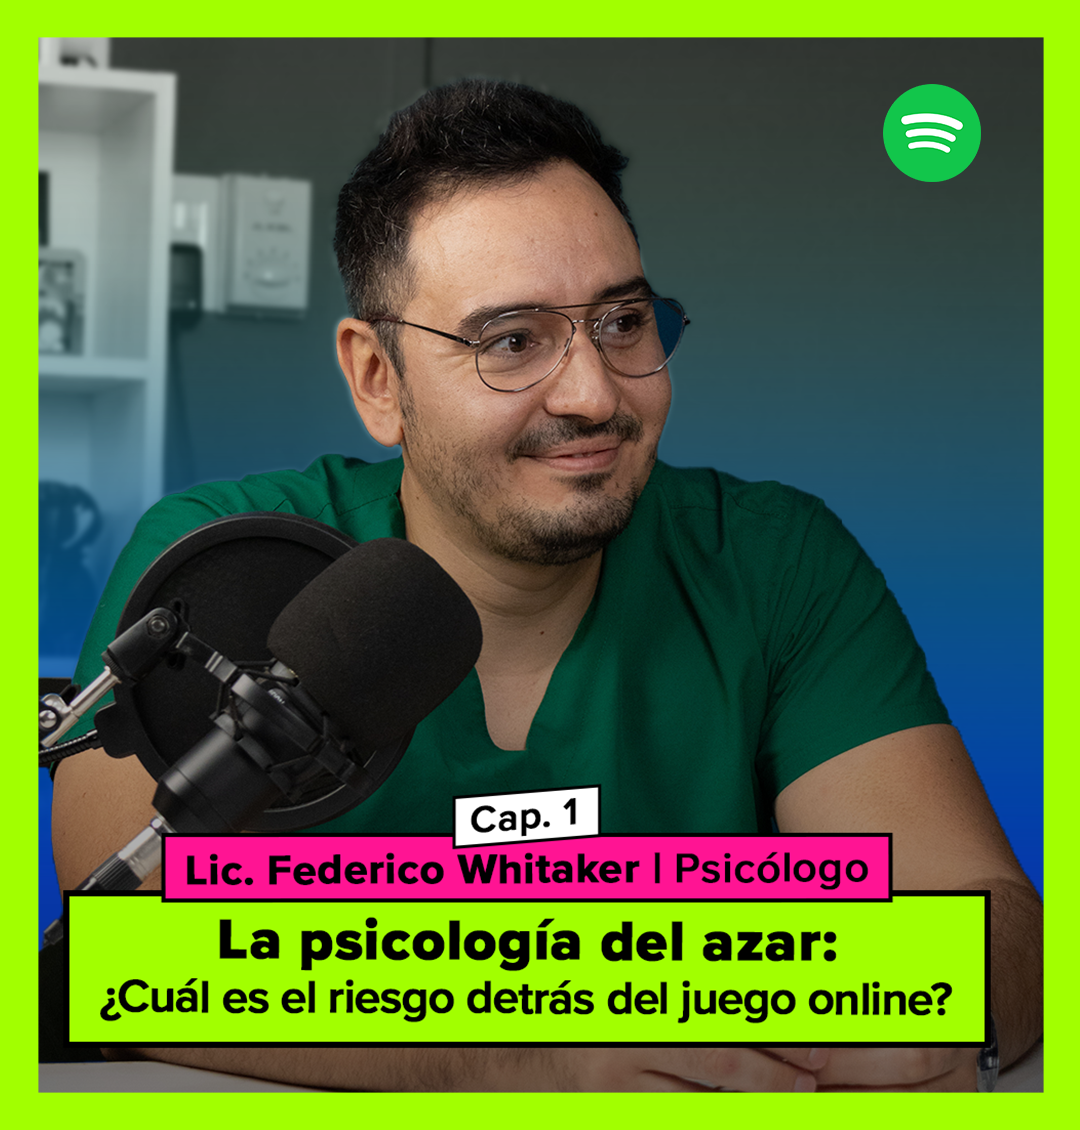 Cap. 1
Lic. Federico Whitaker | Psicólogo
La psicología del azar:
¿Cuál es el riesgo detrás del juego online?